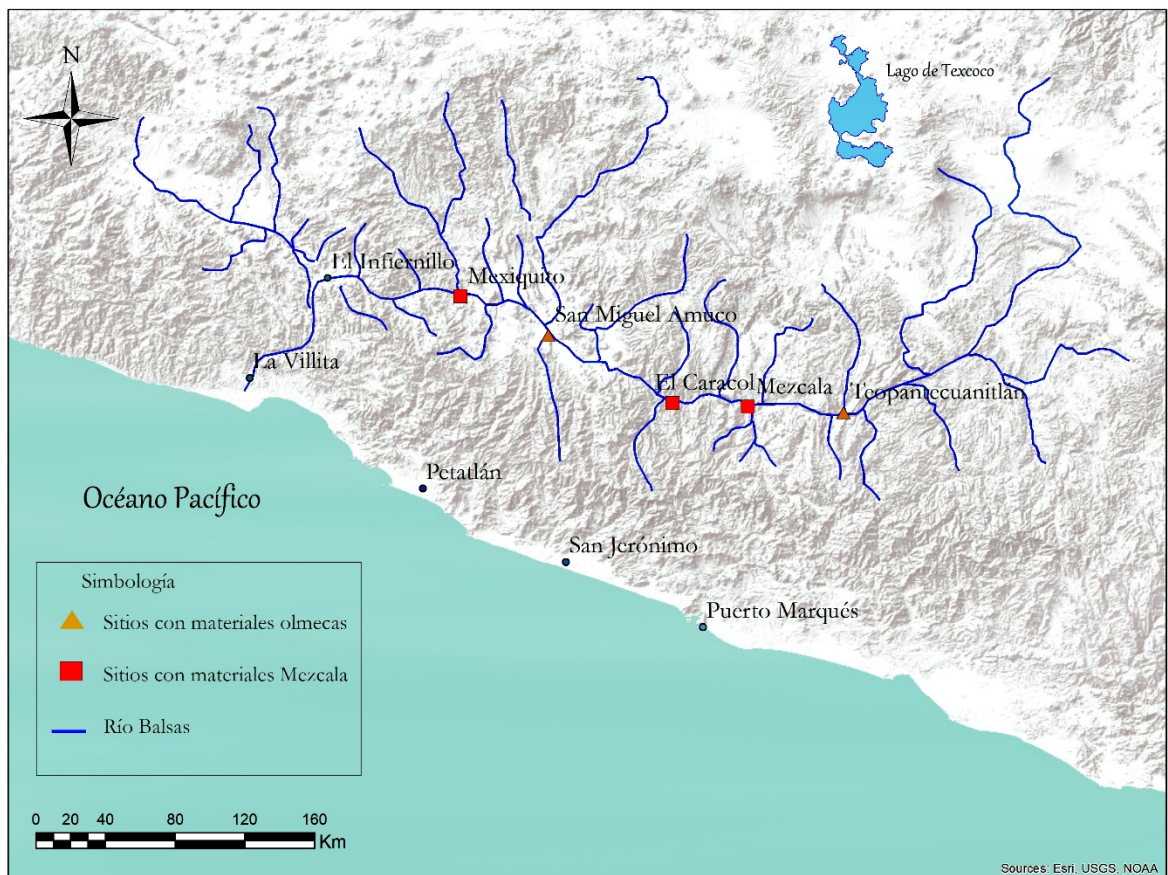 N
Lago de Texcoco
El Infiernillo
Mexiquito
San Miguel Amuco
La Villita
El Caracol
Mezcala
Teopantecuanitlán
Petatlán
Océano Pacífico
San Jerónimo
Puerto Marqués
Simbología
Sitios con materiales olmecas
Sitios con materiales Mezcala
Río Balsas
0 20 40 80 120 160
Km
Sources: Esri, USGS, NOAA